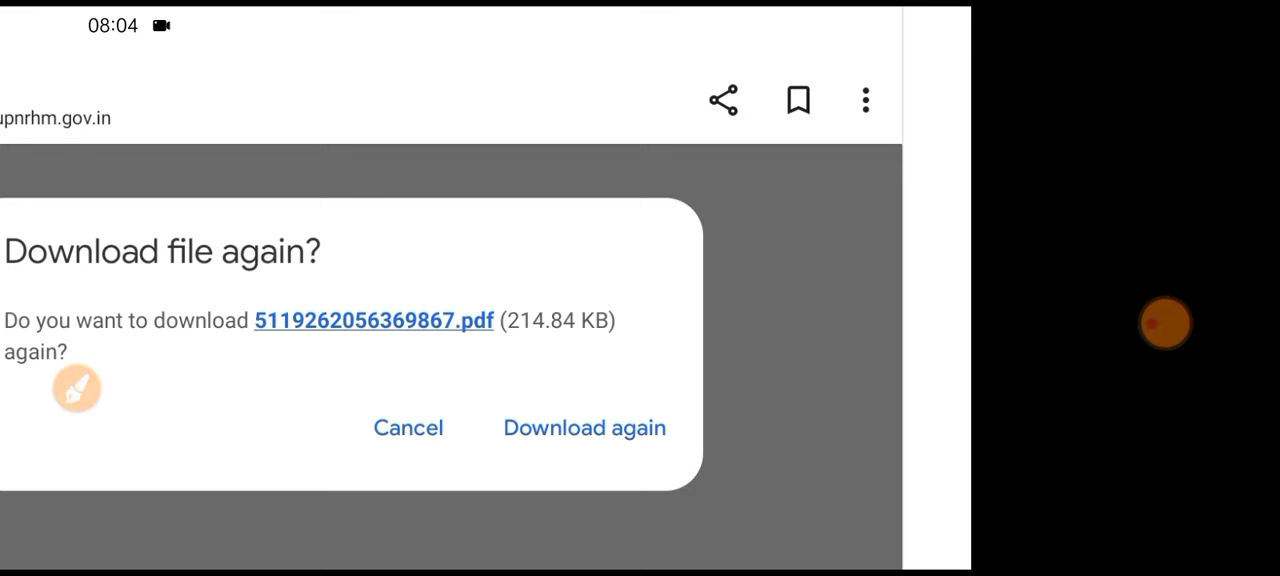 08:04
upnrhm.gov.in
Download file again?
Do you want to download 5119262056369867.pdf (214.84 KB)
again?
Cancel Download again